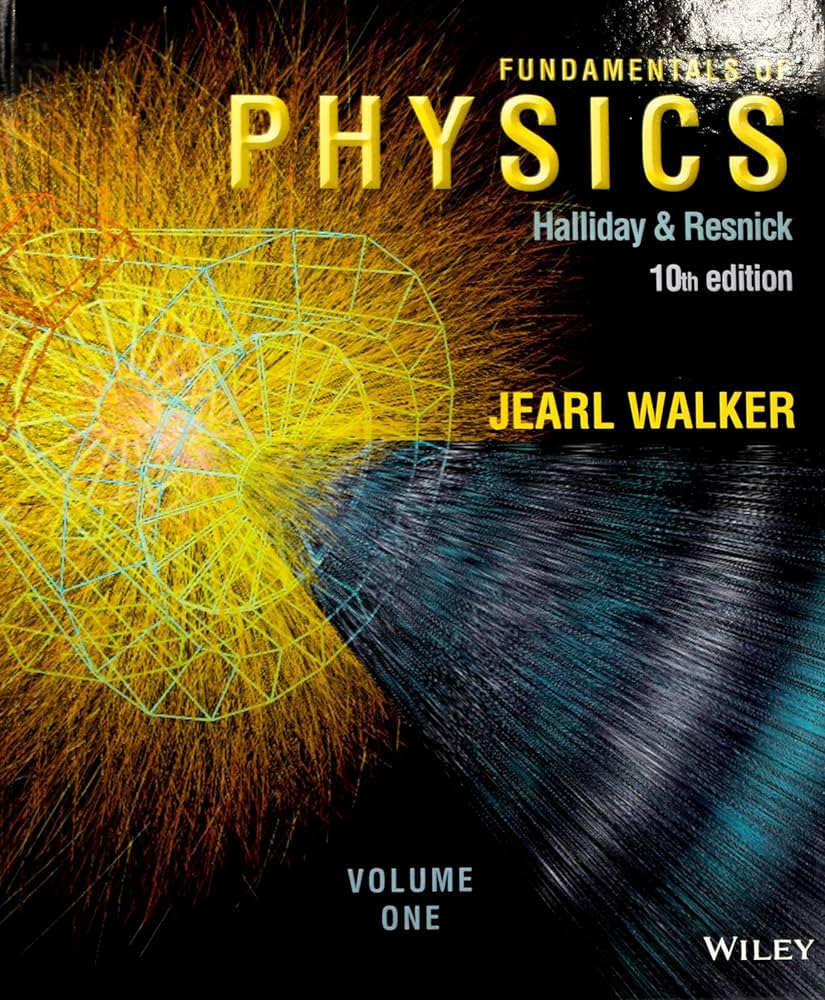 FUNDAMENTALS OF
PHYSICS
Halliday & Resnick
10th edition
JEARL WALKER
VOLUME
ONE
WILEY